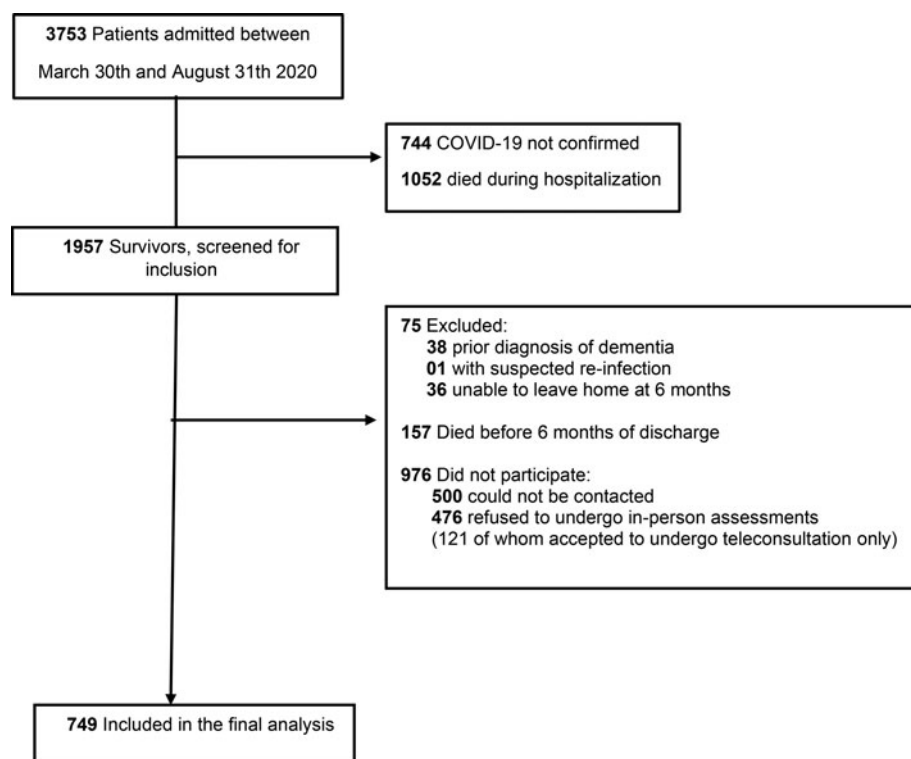 3753 Patients admitted between
March 30th and August 31th 2020
744 COVID-19 not confirmed
1052 died during hospitalization
1957 Survivors, screened for
inclusion
75 Excluded:
38 prior diagnosis of dementia
01 with suspected re-infection
36 unable to leave home at 6 months
157 Died before 6 months of discharge
976 Did not participate:
500 could not be contacted
476 refused to undergo in-person assessments
(121 of whom accepted to undergo teleconsultation only)
749 Included in the final analysis